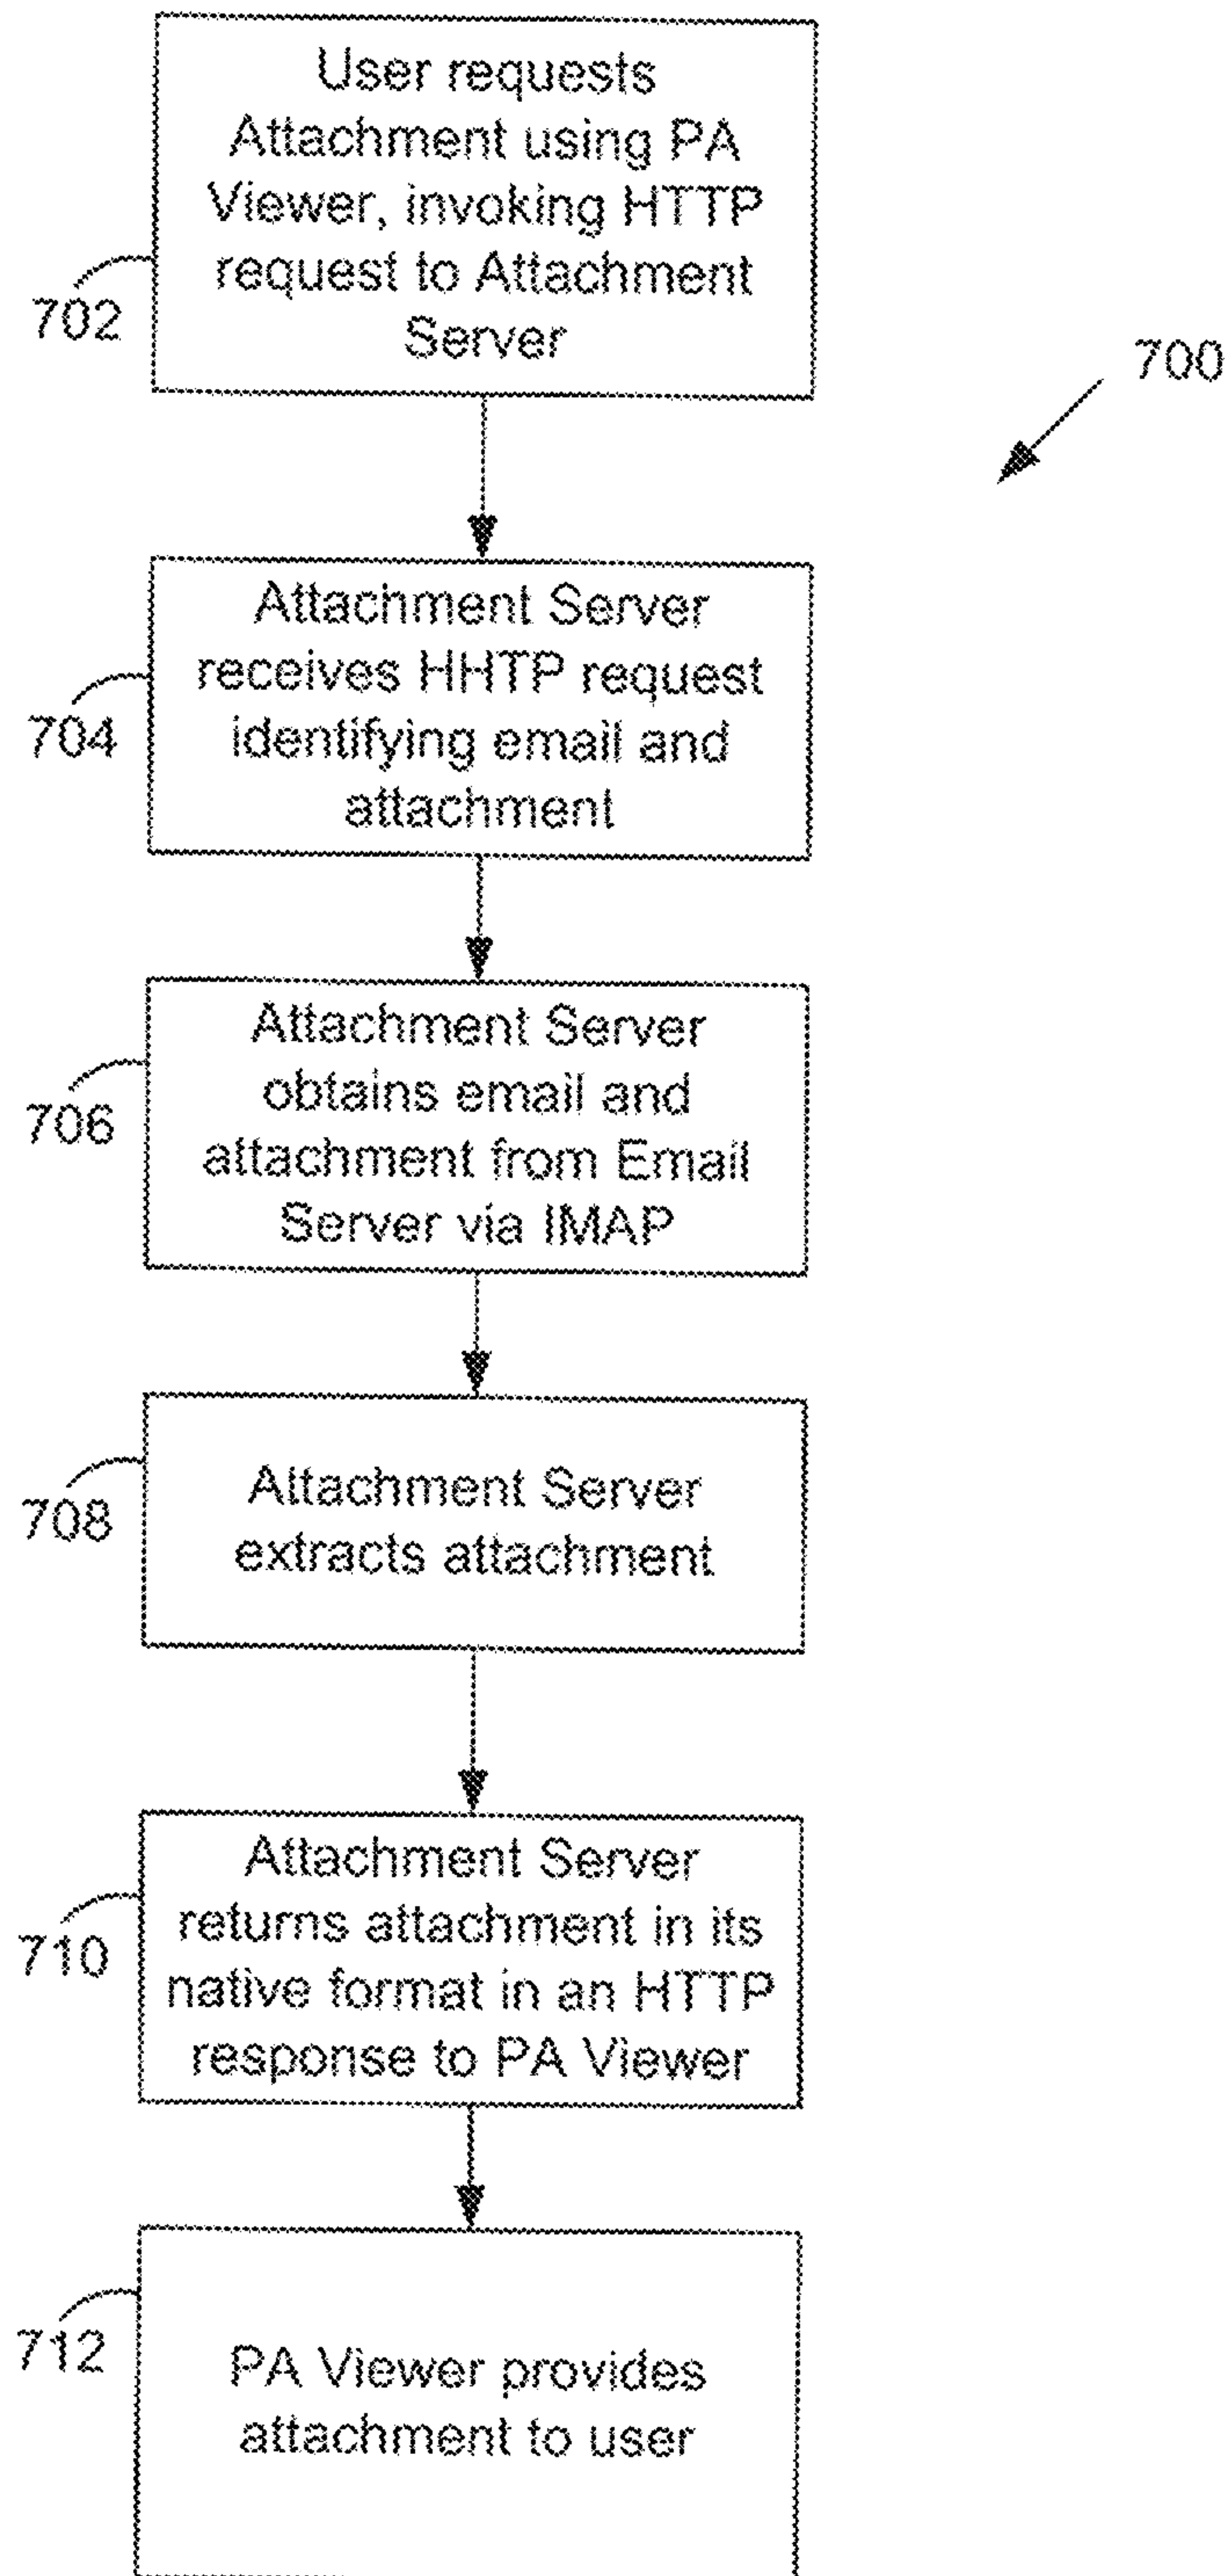 User requests
Attachment using PA
Viewer, invoking HTTP
request to Attachment
Server
702
700
Attachment Server
receives HHTP request
identifying email and
attachment
704
Attachment Server
obtains email and
attachment from Email
Server via IMAP
706
Attachment Server
extracts attachment
708
Attachment Server
returns attachment in its
native format in an HTTP
response to PA Viewer
710
PA Viewer provides
attachment to user
712